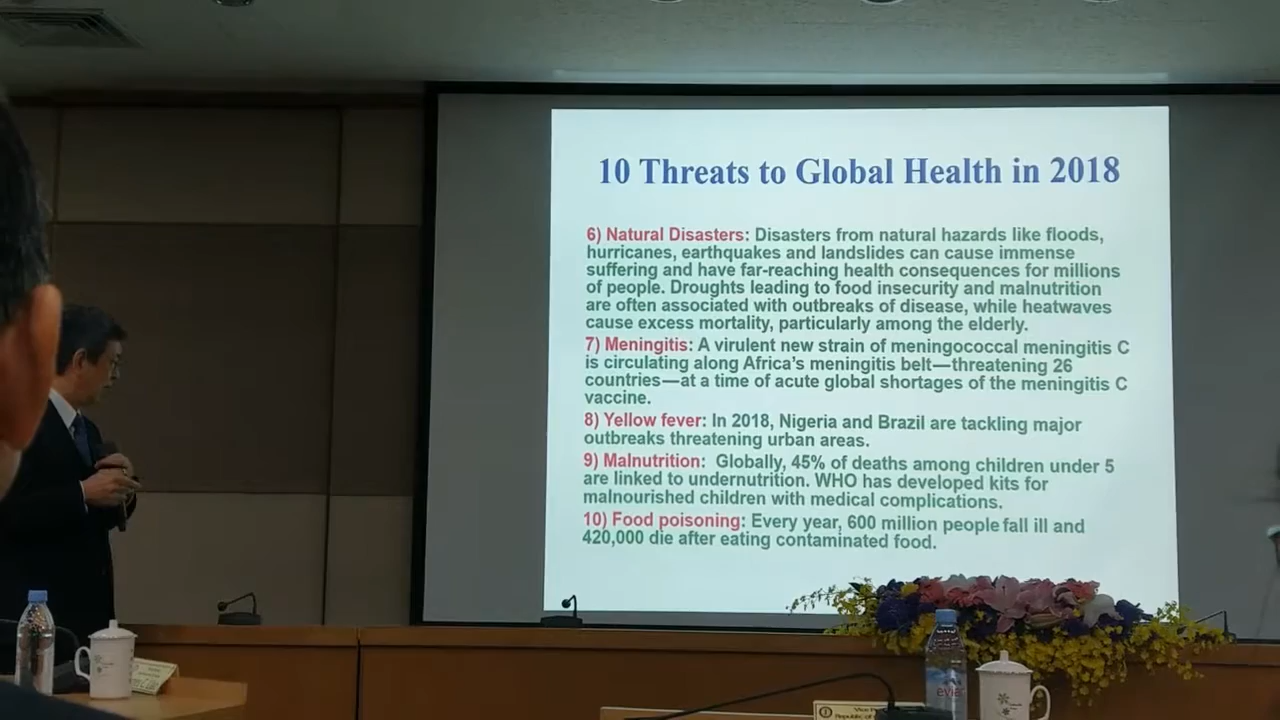 10 Threats to Global Health in 2018
6) Natural Disasters: Disasters from natural hazards like floods,
hurricanes, earthquakes and landslides can cause immense
suffering and have far-reaching health consequences for millions
of people. Droughts leading to food insecurity and malnutrition
are often associated with outbreaks of disease, while heatwaves
cause excess mortality, particularly among the elderly.
7) Meningitis: A virulent new strain of meningococcal meningitis C
is circulating along Africa's meningitis belt—threatening 26
countries—at a time of acute global shortages of the meningitis C
vaccine.
8) Yellow fever: In 2018, Nigeria and Brazil are tackling major
outbreaks threatening urban areas.
9) Malnutrition: Globally, 45% of deaths among children under 5
are linked to undernutrition. WHO has developed kits for
malnourished children with medical complications.
10) Food poisoning: Every year, 600 million people fall ill and
420,000 die after eating contaminated food.
evian
Vice
Republic of